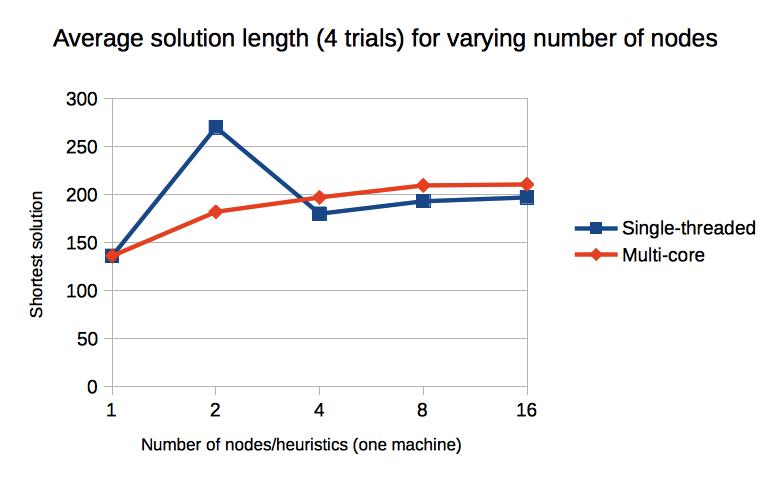 Average solution length (4 trials) for varying number of nodes
300
250
200
150
100
50
0
Shortest solution
1 2 4 8 16
Number of nodes/heuristics (one machine)
Single-threaded
Multi-core